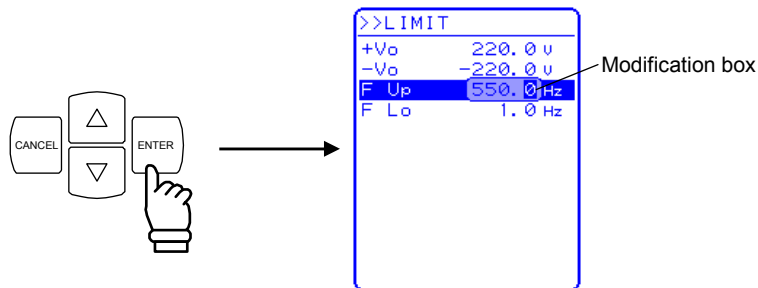 >>LIMIT
+Vo 220.0 V
-Vo -220.0 V
F Up 550.0 Hz
F Lo 1.0 Hz
Modification box
CANCEL
ENTER